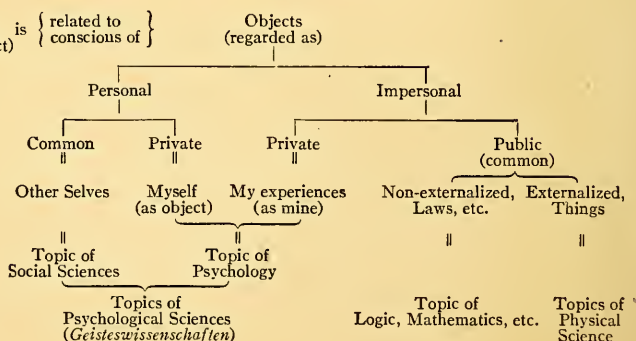 ct) is { related to Objects
conscious of } (regarded as)
Personal Impersonal
Common Private Private Public
(common)
Other Selves Myself My experiences Non-externalized, Externalized,
(as object) (as mine) Laws, etc. Things
Topic of Topic of
Social Sciences Psychology
Topics of Topic of Topics of
Psychological Sciences Logic, Mathematics, etc. Physical
(Geisteswissenschaften) Science